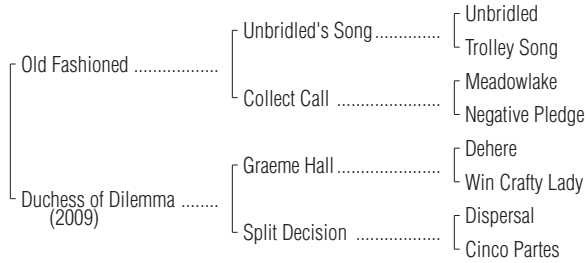 Unbridled
Unbridled's Song..............
Trolley Song
Old Fashioned ..................
Meadowlake
Collect Call ......................
Negative Pledge
Dehere
Graeme Hall......................
Win Crafty Lady
Duchess of Dilemma ........
(2009)
Dispersal
Split Decision ..................
Cinco Partes